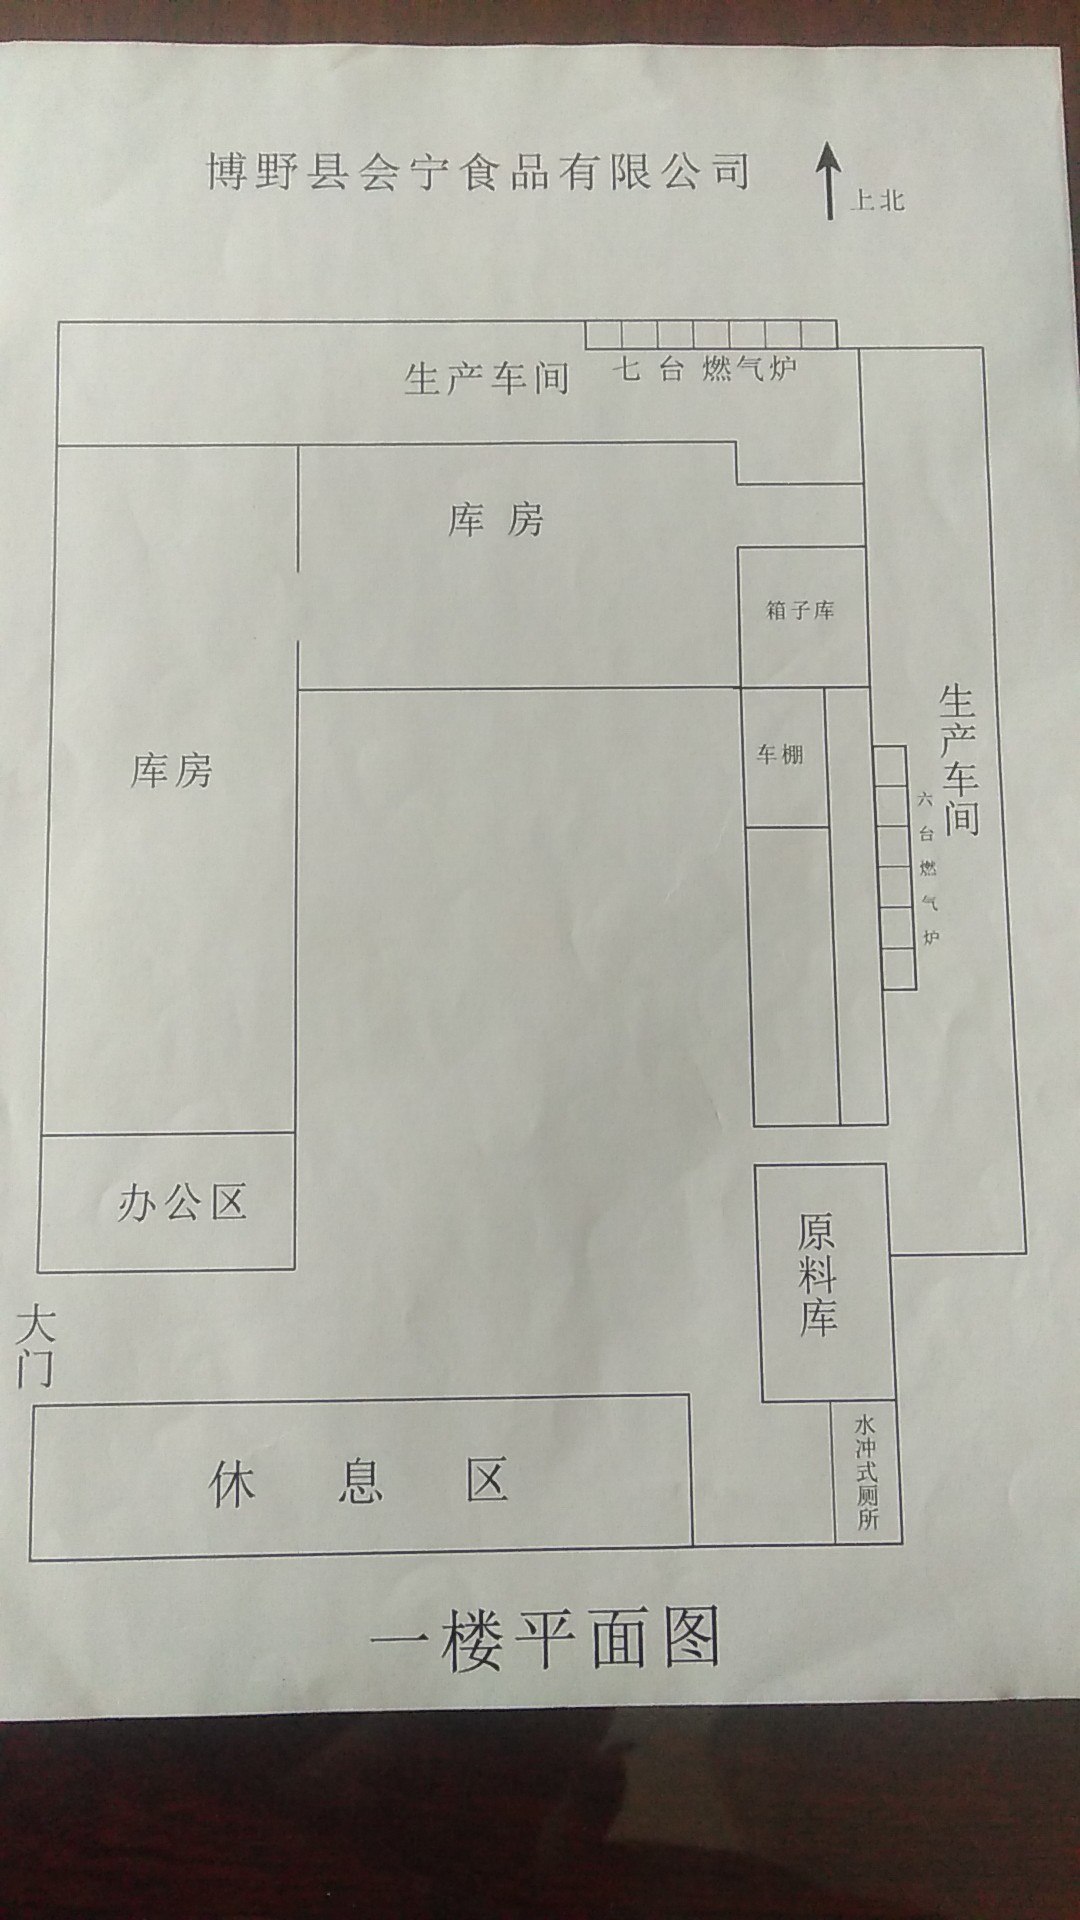 博野县会宁食品有限公司
上北
生产车间
七台燃气炉
库房
箱子库
生产车间
车棚
库房
六台燃气炉
办公区
原料库
大门
水冲式厕所
休息区
一楼平面图